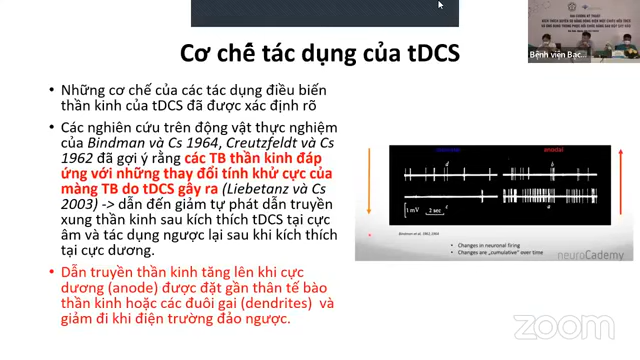 Cơ chế tác dụng của tDCS
• Những cơ chế của các tác dụng điều biến
thần kinh của tDCS đã được xác định rõ
• Các nghiên cứu trên động vật thực nghiệm
của Bindman và Cs 1964, Creutzfeldt và Cs
1962 đã gợi ý rằng các TB thần kinh đáp
ứng với những thay đổi tính khử cực của
màng TB do tDCS gây ra (Liebetanz và Cs
2003) -> dẫn đến giảm tự phát dẫn truyền
xung thần kinh sau kích thích tDCS tại cực
âm và tác dụng ngược lại sau khi kích thích
tại cực dương.
• Dẫn truyền thần kinh tăng lên khi cực
dương (anode) được đặt gần thân tế bào
thần kinh hoặc các đuôi gai (dendrites) và
giảm đi khi điện trường đảo ngược.
anodal
d
b
1 mV
2 sec
c
a
Bindman et al. 1962, 1964
• Changes in neuronal firing
• Changes are „cumulative" over time
neuroCademy
Bệnh viện Bạc...
zoom